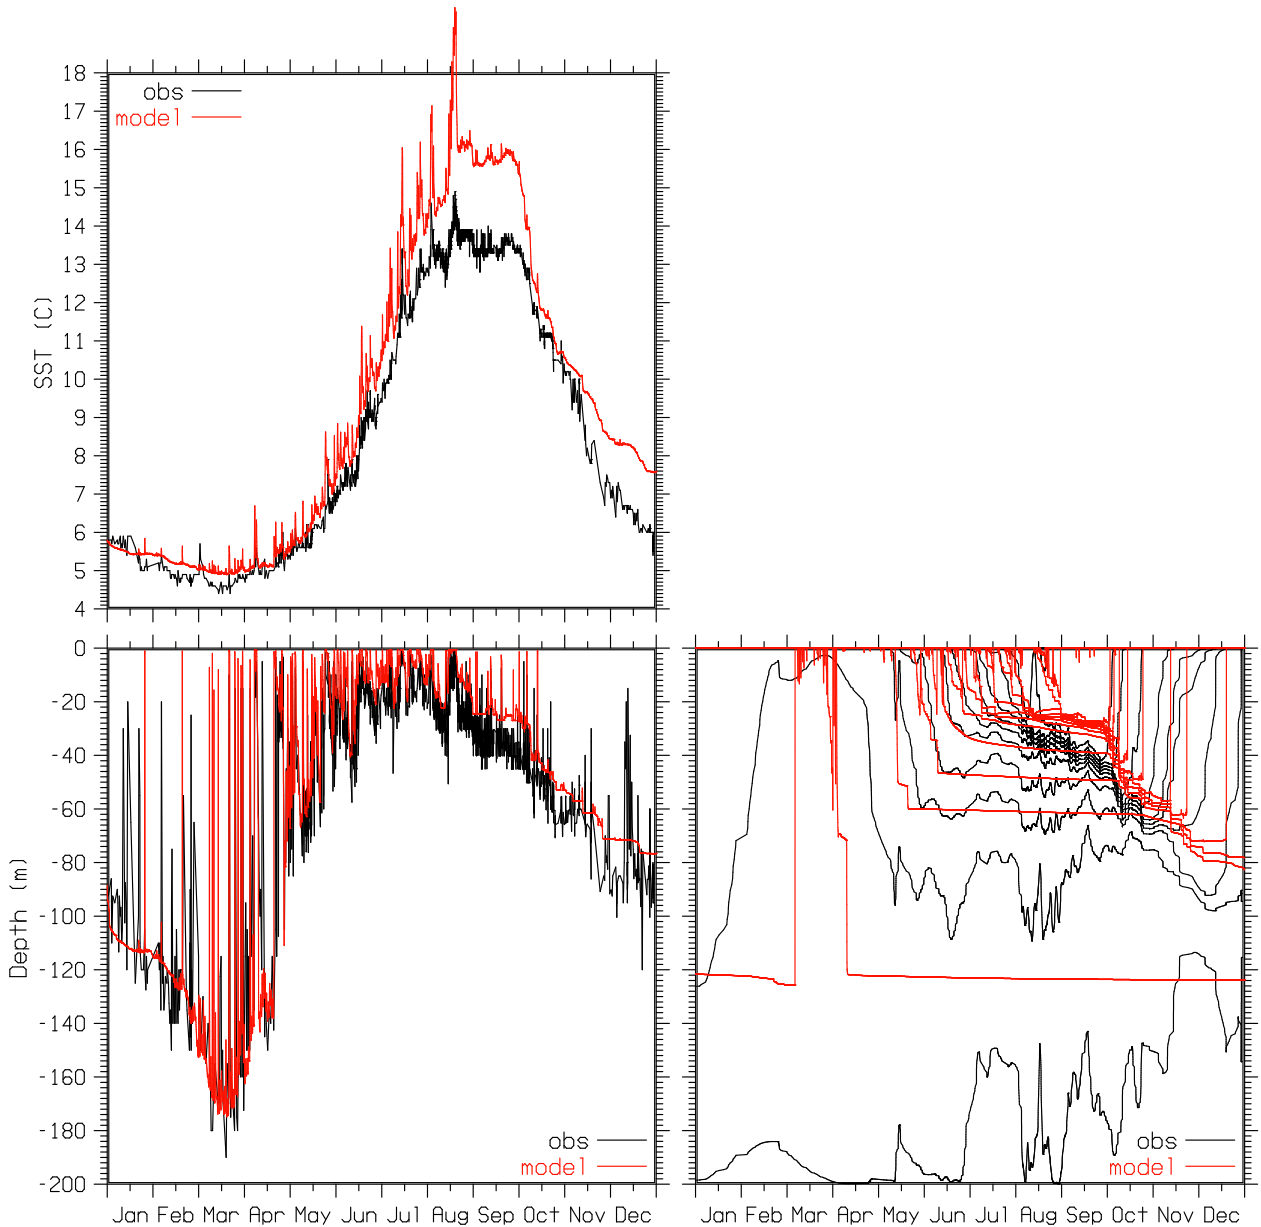 18
obs
model
17
16
15
14
13
12
SST (C)
11
10
9
8
7
6
5
4
0
-20
-40
-60
-80
Depth (m)
-100
-120
-140
-160
-180
-200
obs
model
obs
model
Jan Feb Mar Apr May Jun Jul Aug Sep Oct Nov Dec
Jan Feb Mar Apr May Jun Jul Aug Sep Oct Nov Dec